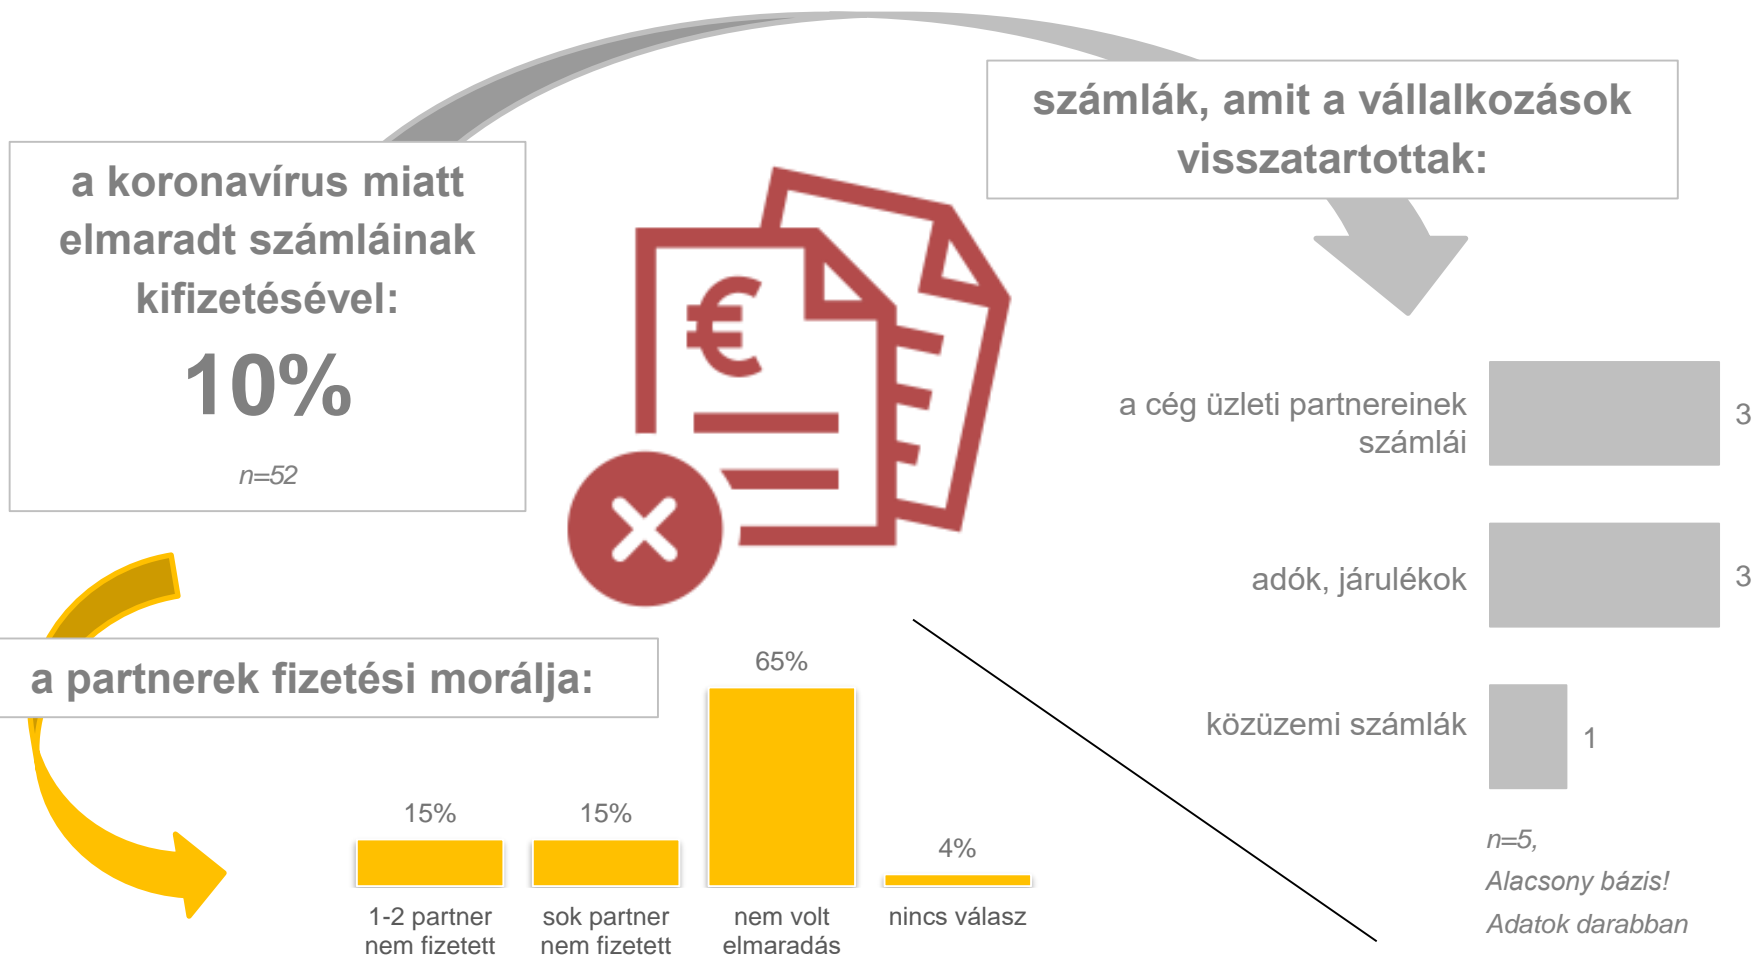 a koronavírus miatt
elmaradt számláinak
kifizetésével:
10%
n=52
számlák, amit a vállalkozások
visszatartottak:
€
a cég üzleti partnereinek
számlái
3
adók, járulékok
3
közüzemi számlák
1
n=5,
Alacsony bázis!
Adatok darabban
a partnerek fizetési morálja:
15%
15%
65%
4%
1-2 partner
nem fizetett
sok partner
nem fizetett
nem volt
elmaradás
nincs válasz